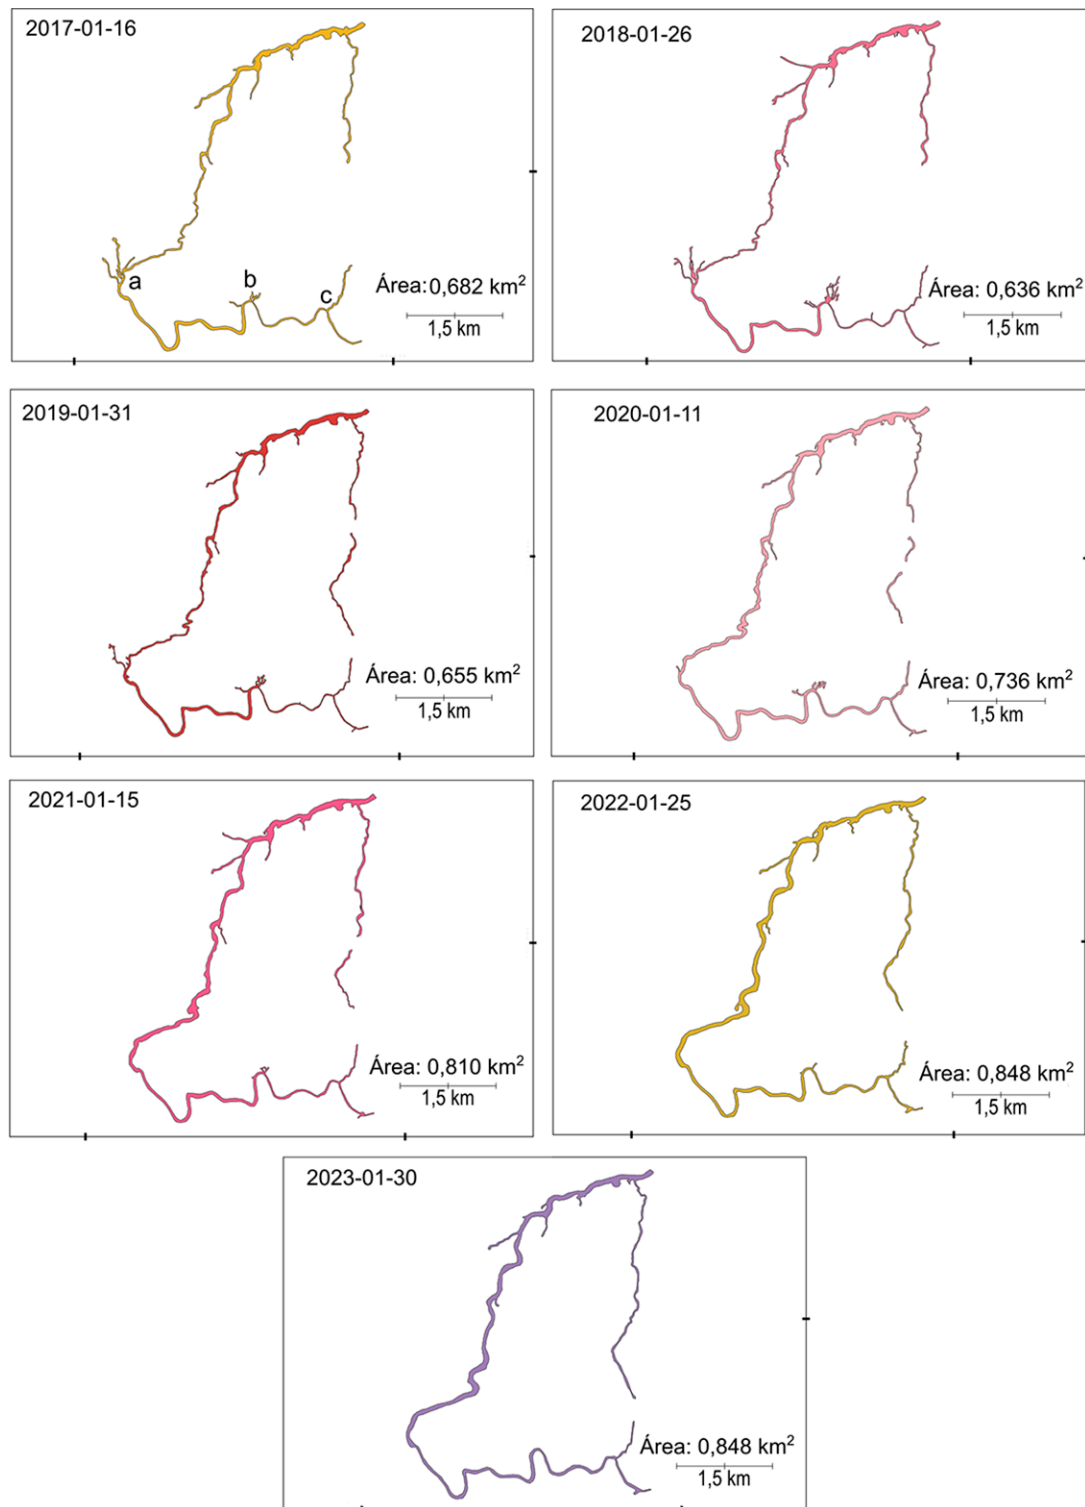 2017-01-16
a
b
c
Área: 0,682 km²
1,5 km
2018-01-26
Área: 0,636 km²
1,5 km
2019-01-31
Área: 0,655 km²
1,5 km
2020-01-11
Área: 0,736 km²
1,5 km
2021-01-15
Área: 0,810 km²
1,5 km
2022-01-25
Área: 0,848 km²
1,5 km
2023-01-30
Área: 0,848 km²
1,5 km